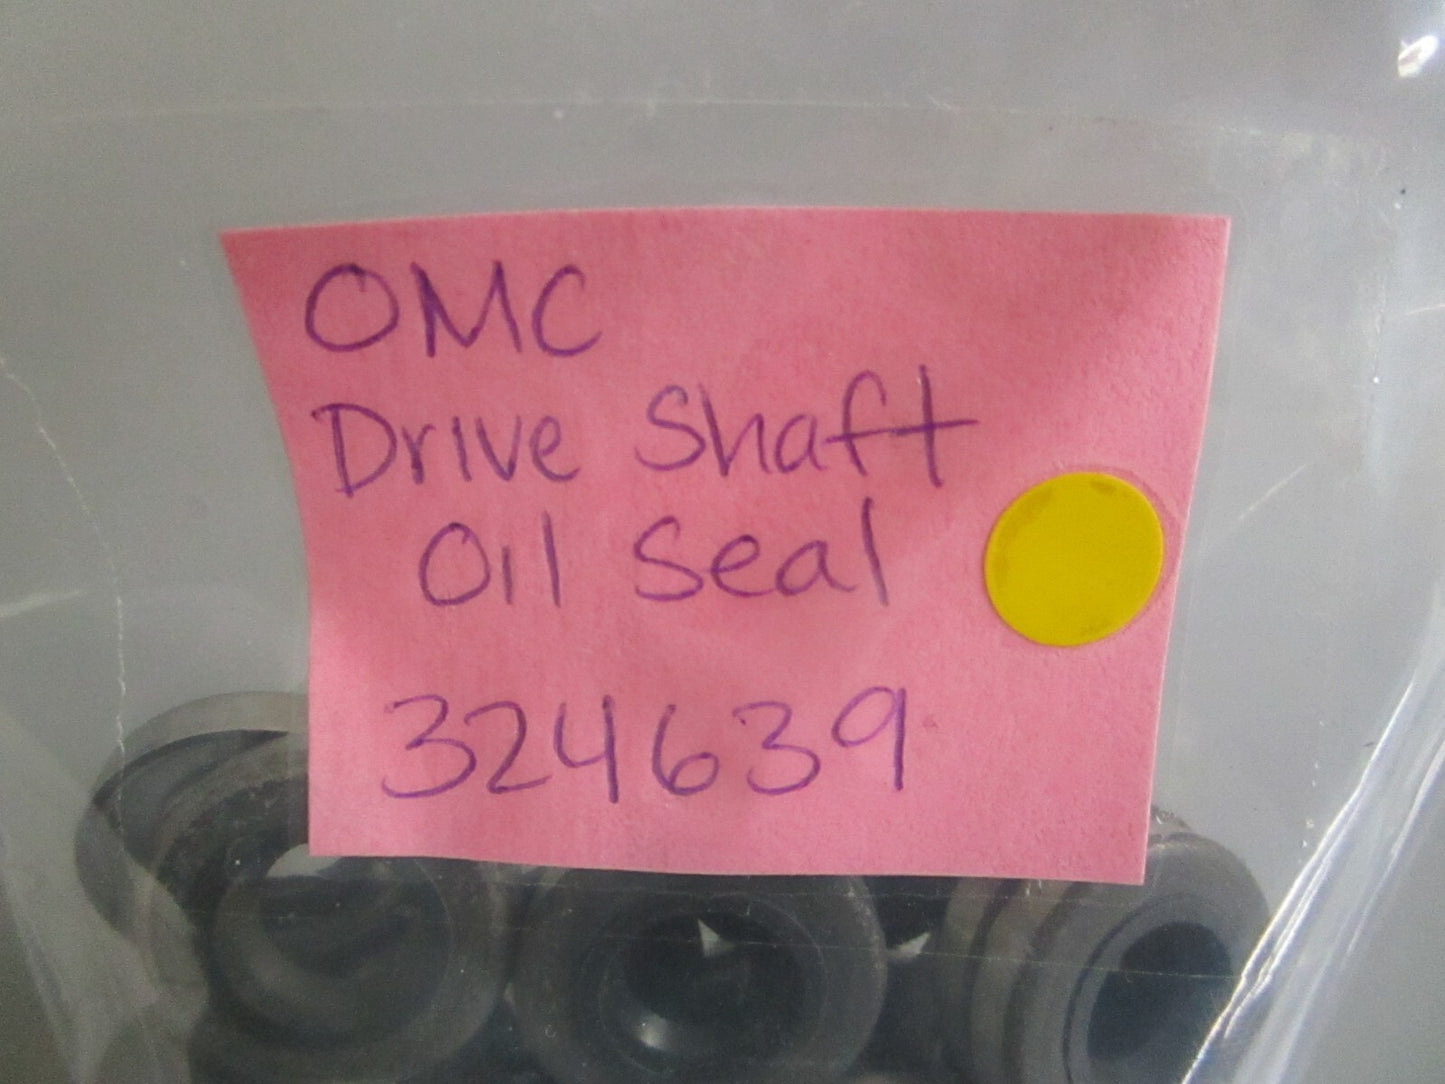 OMC
Drive Shaft
Oil Seal
324639